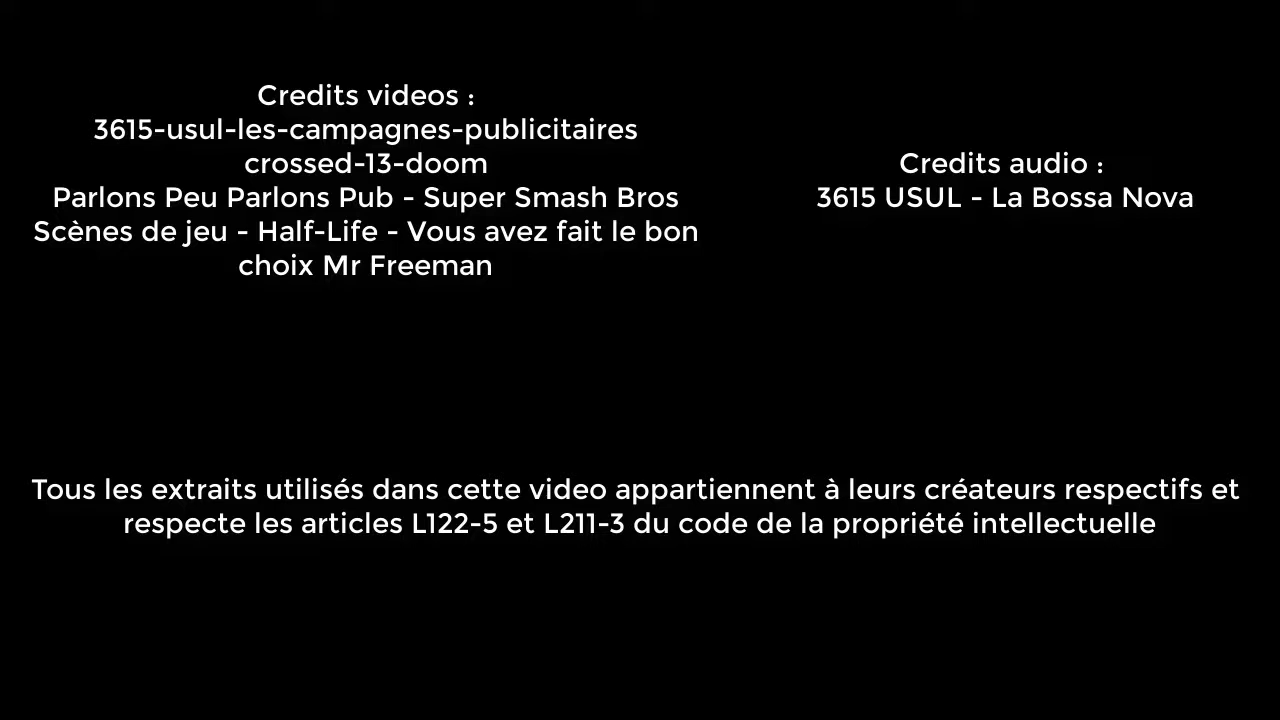 Credits videos :
3615-usul-les-campagnes-publicitaires
crossed-13-doom
Parlons Peu Parlons Pub - Super Smash Bros
Scènes de jeu - Half-Life - Vous avez fait le bon
choix Mr Freeman
Credits audio :
3615 USUL - La Bossa Nova
Tous les extraits utilisés dans cette video appartiennent à leurs créateurs respectifs et
respecte les articles L122-5 et L211-3 du code de la propriété intellectuelle